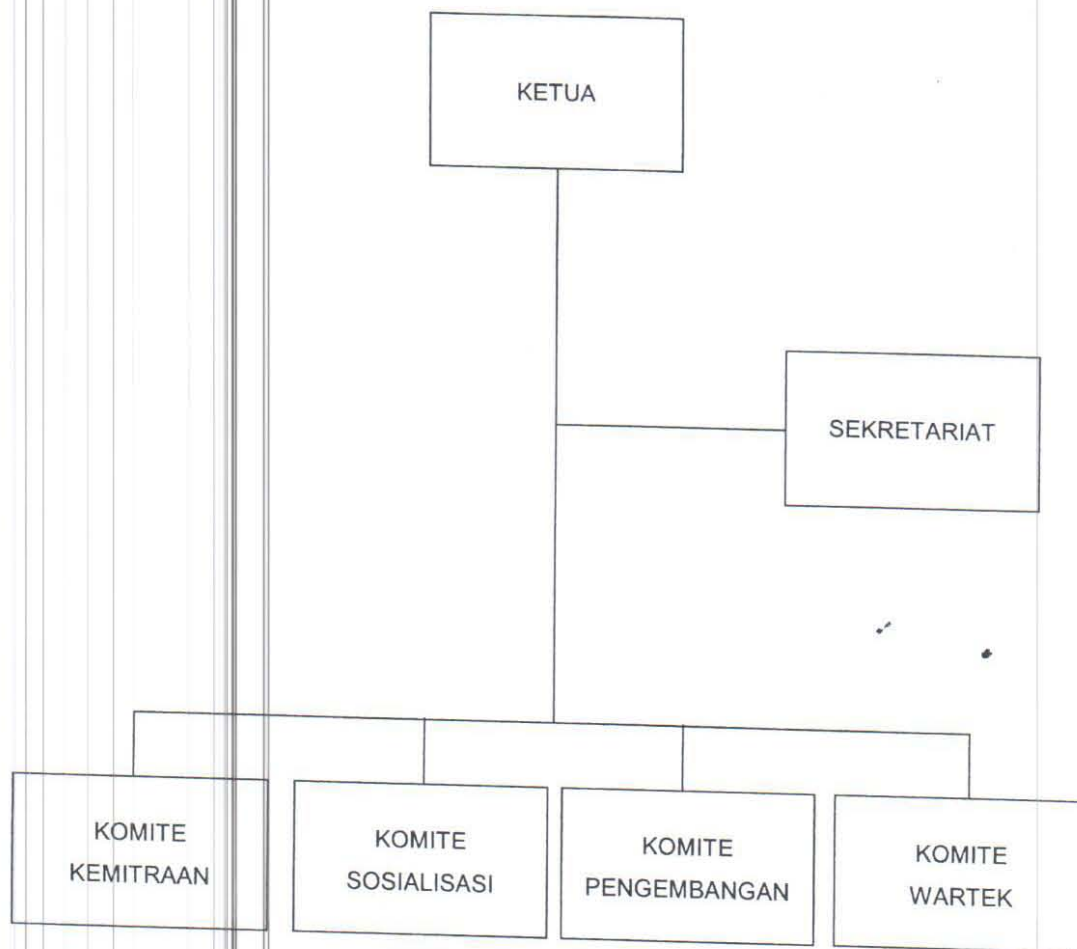 KETUA
SEKRETARIAT
KOMITE
KEMITRAAN
KOMITE
SOSIALISASI
KOMITE
PENGEMBANGAN
KOMITE
WARTEK